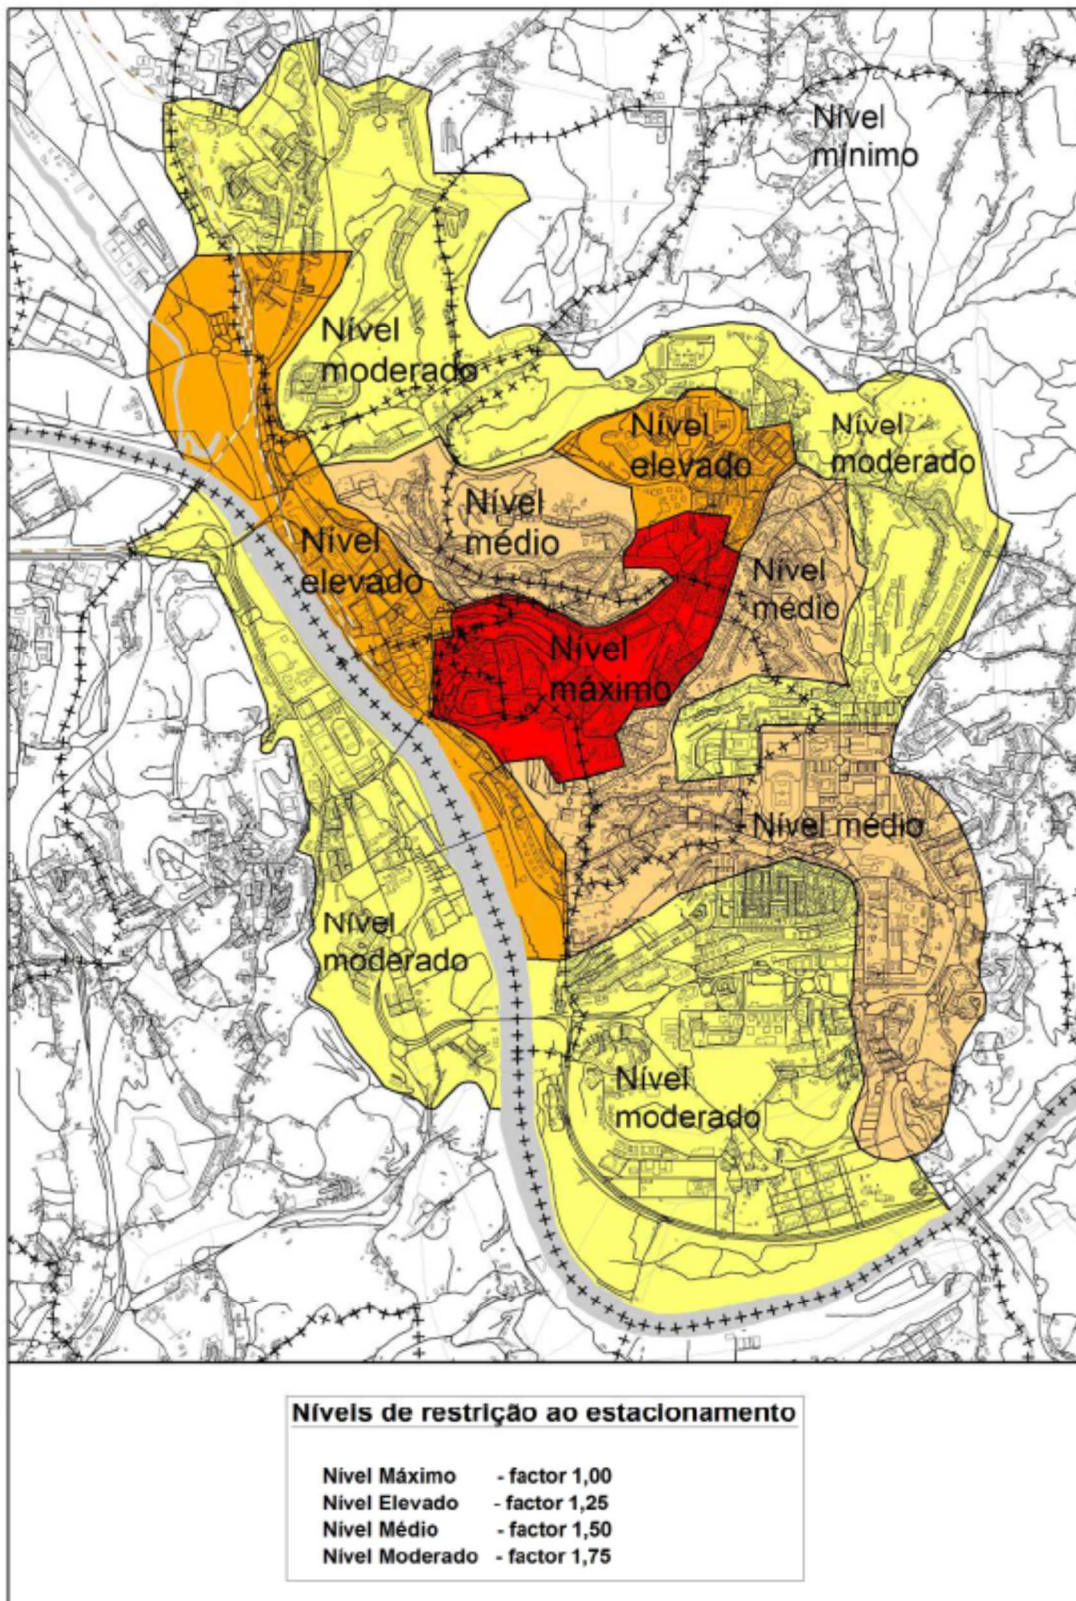 Nível
mínimo
Nível
moderado
Nível
elevado
Nível
moderado
Nível
médio
Nível
elevado
Nível
médio
Nível
máximo
Nível médio
Nível
moderado
Nível
moderado
Nívels de restrição ao estacionamento
Nível Máximo - factor 1,00
Nível Elevado - factor 1,25
Nível Médio - factor 1,50
Nível Moderado - factor 1,75